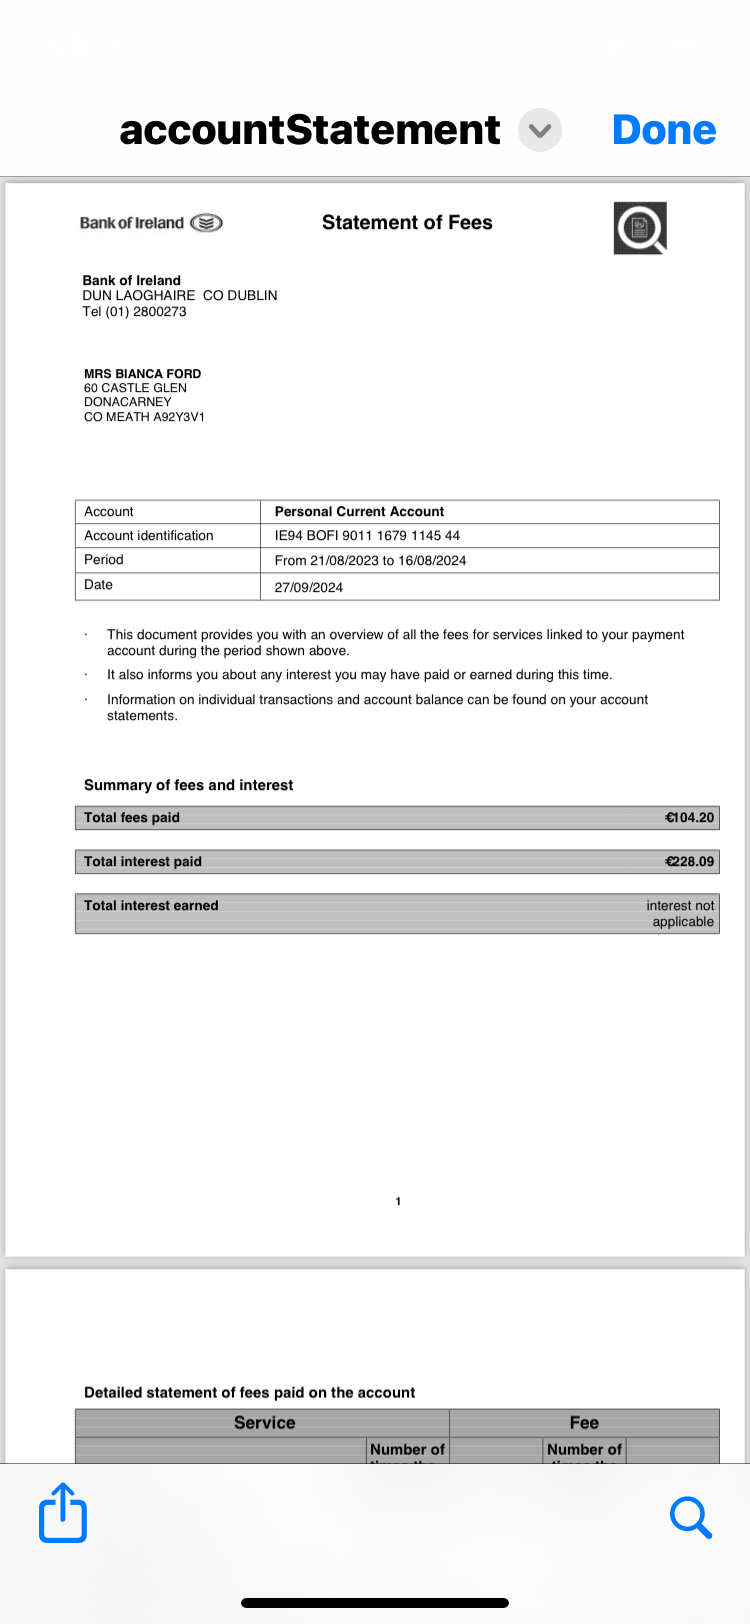 accountStatement
Done
Bank of Ireland
Statement of Fees
Bank of Ireland
DUN LAOGHAIRE CO DUBLIN
Tel (01) 2800273
MRS BIANCA FORD
60 CASTLE GLEN
DONACARNEY
CO MEATH A92Y3V1
Account Personal Current Account
Account identification IE94 BOFI 9011 1679 1145 44
Period From 21/08/2023 to 16/08/2024
Date 27/09/2024
· This document provides you with an overview of all the fees for services linked to your payment
account during the period shown above.
· It also informs you about any interest you may have paid or earned during this time.
· Information on individual transactions and account balance can be found on your account
statements.
Summary of fees and interest
Total fees paid €104.20
Total interest paid €228.09
Total interest earned interest not
applicable
1
Detailed statement of fees paid on the account
Service Fee
Number of Number of